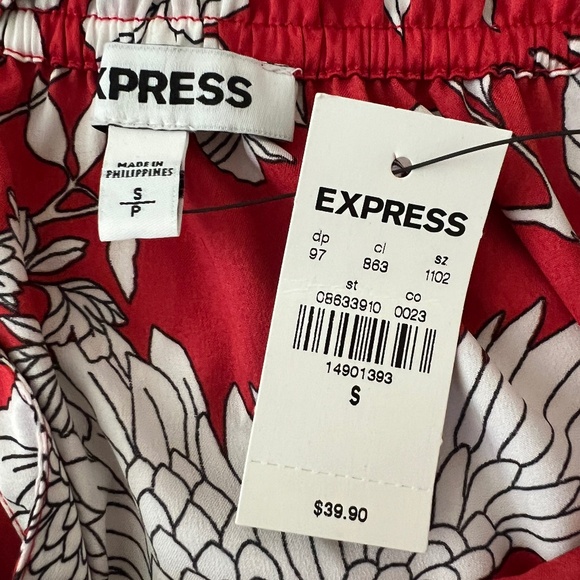 EXPRESS
MADE IN
PHILIPPINES
S
P
EXPRESS
dp cl sz
97 863 1102
st co
08633910 0023
14901393
S
$39.90